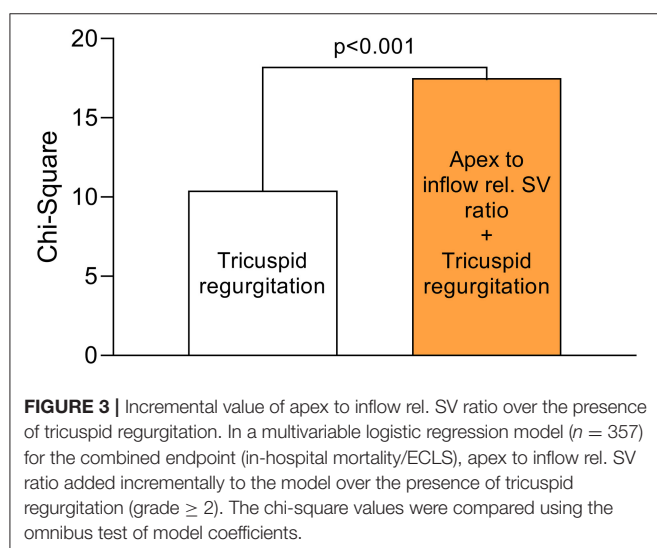 20
15
10
5
0
Chi-Square
p<0.001
Tricuspid
regurgitation
Apex to
inflow rel. SV
ratio
+
Tricuspid
regurgitation
FIGURE 3 | Incremental value of apex to inflow rel. SV ratio over the presence
of tricuspid regurgitation. In a multivariable logistic regression model (n = 357)
for the combined endpoint (in-hospital mortality/ECLS), apex to inflow rel. SV
ratio added incrementally to the model over the presence of tricuspid
regurgitation (grade ≥ 2). The chi-square values were compared using the
omnibus test of model coefficients.